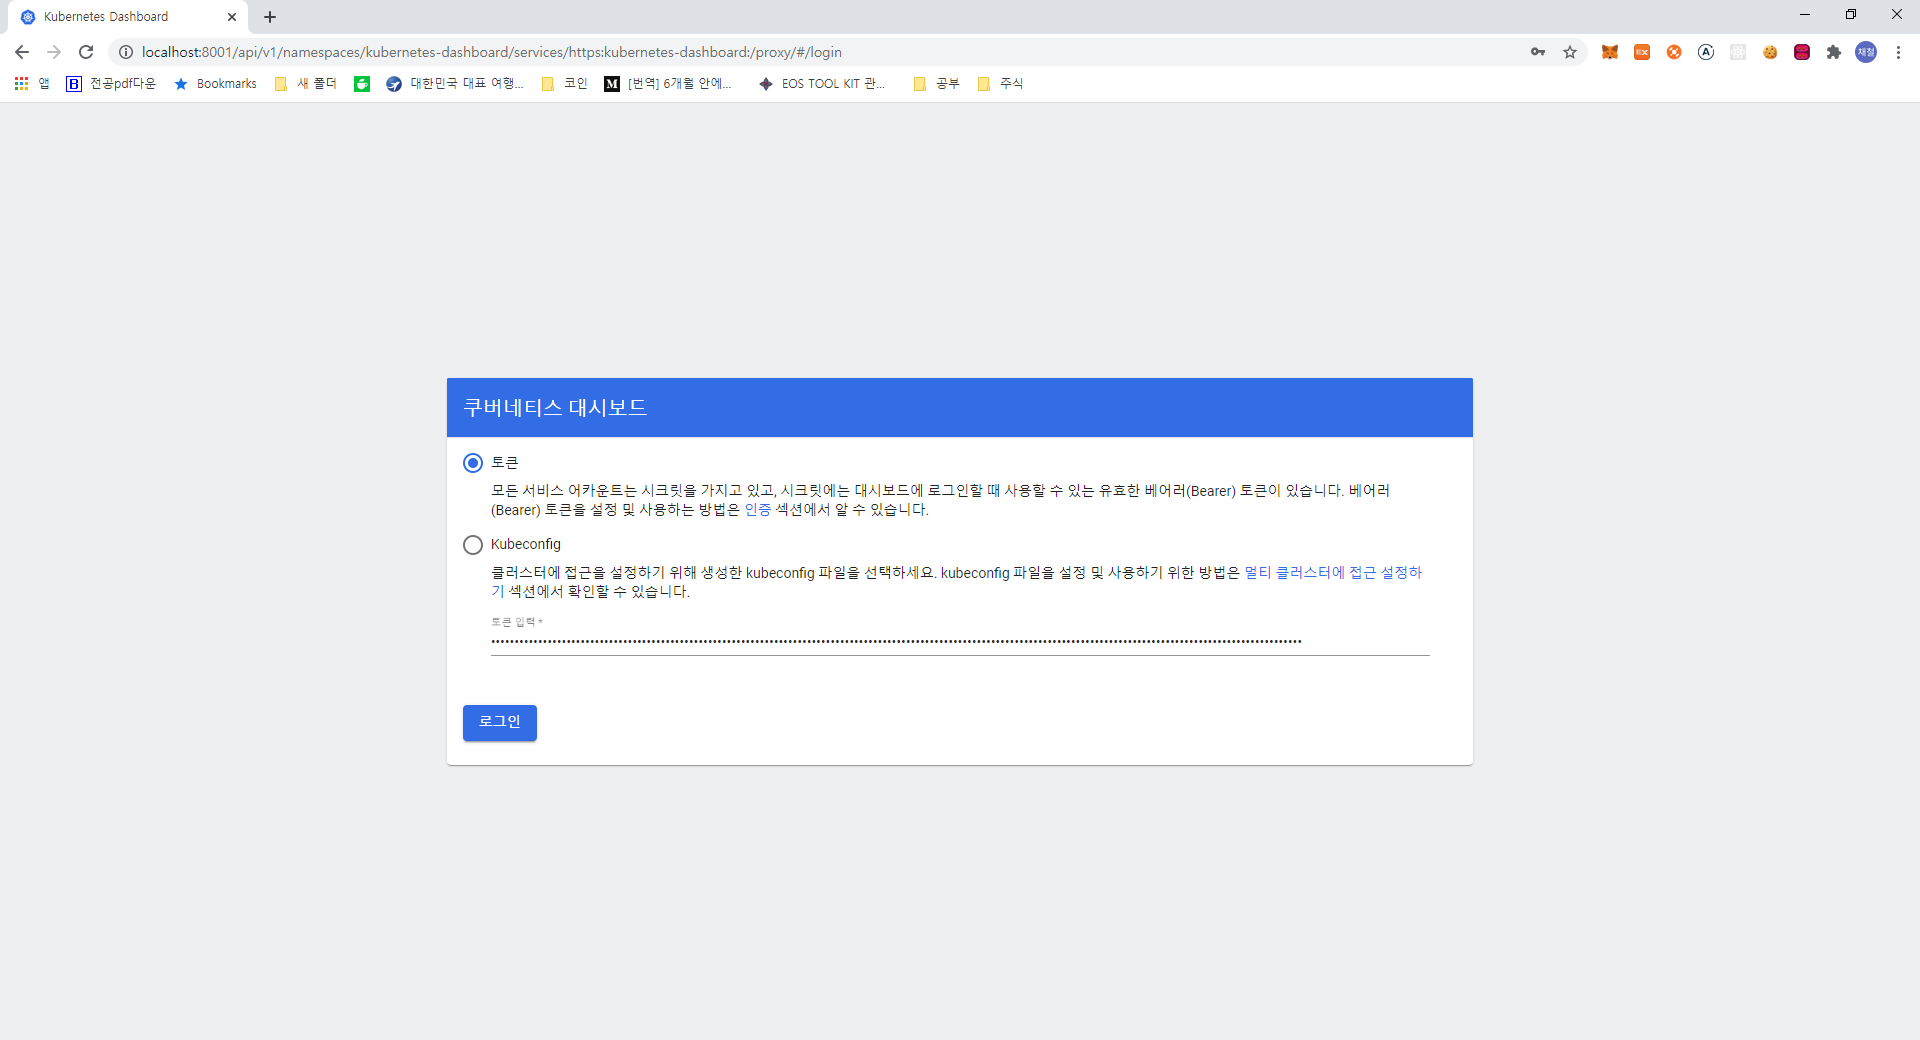 Kubernetes Dashboard
localhost:8001/api/v1/namespaces/kubernetes-dashboard/services/https:kubernetes-dashboard:/proxy/#/login
EX
A
채철
앱
B 전공pdf다운
Bookmarks
새 폴더
대한민국 대표 여행...
코인
M [번역] 6개월 안에...
EOS TOOL KIT 관...
공부
주식
쿠버네티스 대시보드
토큰
모든 서비스 어카운트는 시크릿을 가지고 있고, 시크릿에는 대시보드에 로그인할 때 사용할 수 있는 유효한 베어러(Bearer) 토큰이 있습니다. 베어러
(Bearer) 토큰을 설정 및 사용하는 방법은 인증 섹션에서 알 수 있습니다.
Kubeconfig
클러스터에 접근을 설정하기 위해 생성한 kubeconfig 파일을 선택하세요. kubeconfig 파일을 설정 및 사용하기 위한 방법은 멀티 클러스터에 접근 설정하
기 섹션에서 확인할 수 있습니다.
토큰 입력 *
로그인